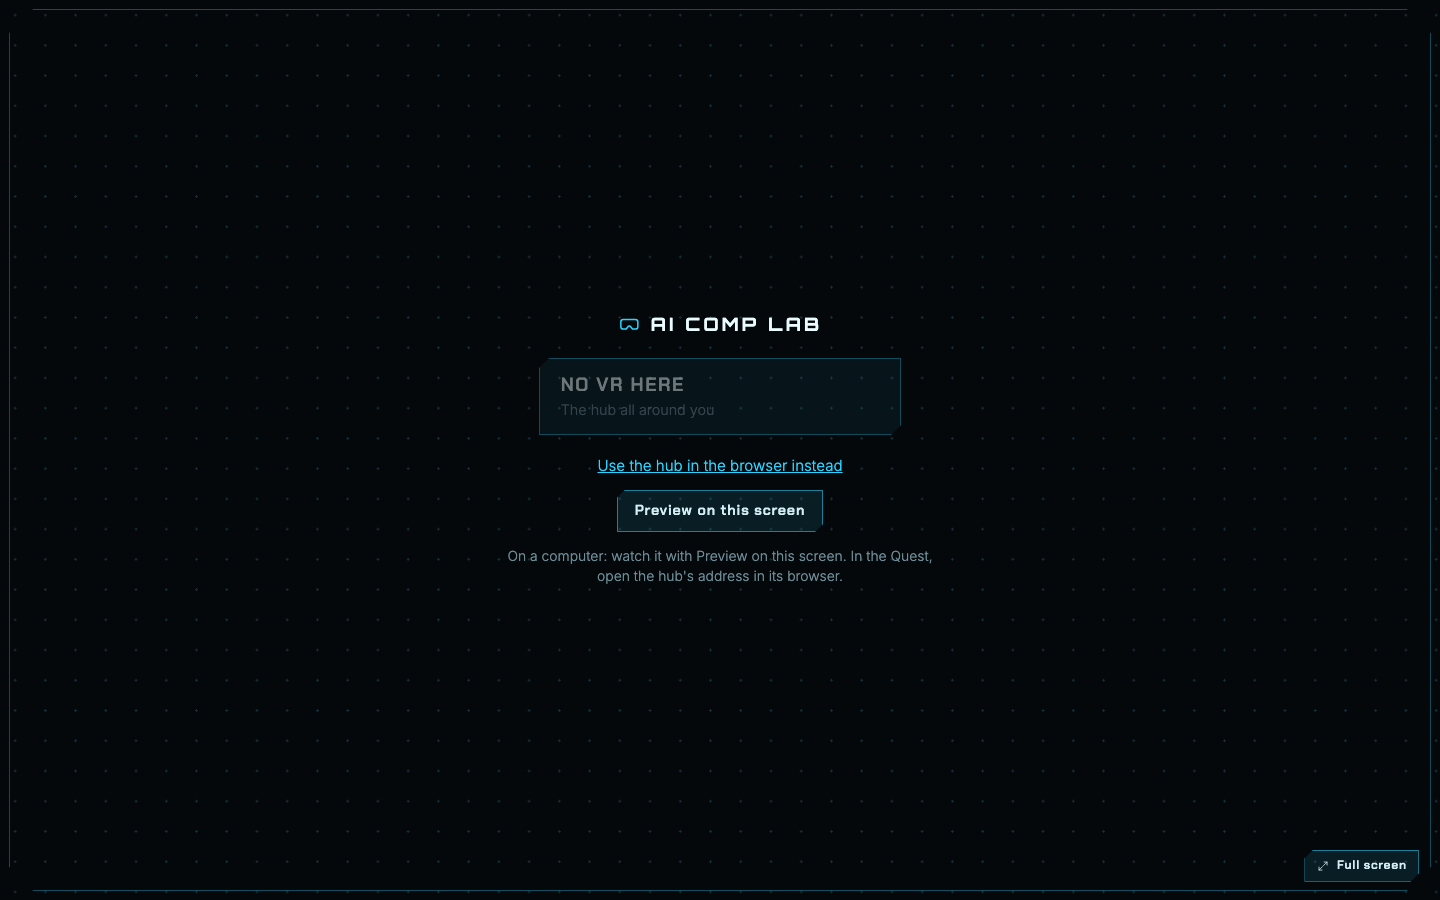 AI COMP LAB
NO VR HERE
The hub all around you
Use the hub in the browser instead
Preview on this screen
On a computer: watch it with Preview on this screen. In the Quest,
open the hub's address in its browser.
Full screen